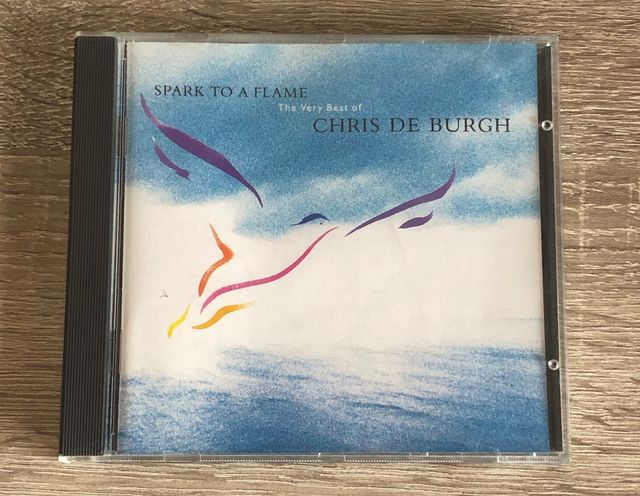 SPARK TO A FLAME
The Very Best of
CHRIS DE BURGH